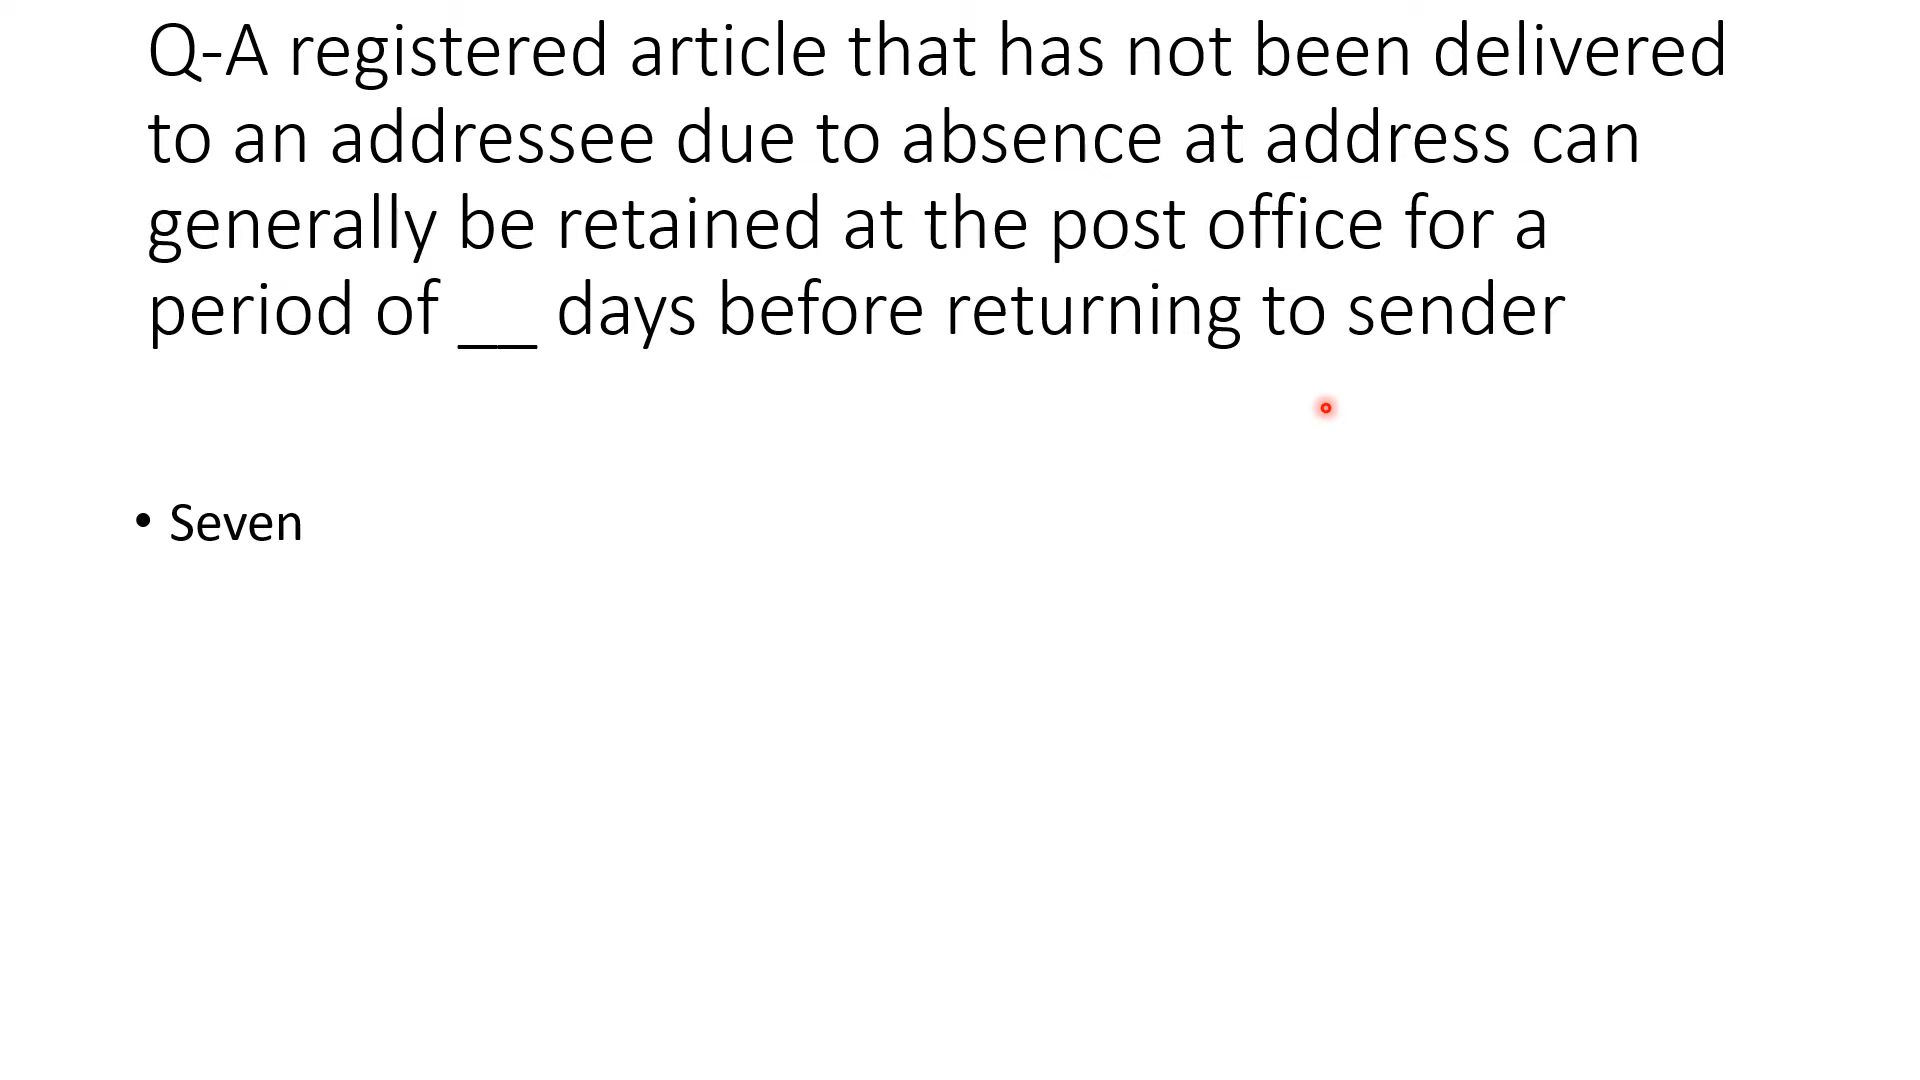 Q-A registered article that has not been delivered
to an addressee due to absence at address can
generally be retained at the post office for a
period of __ days before returning to sender
• Seven